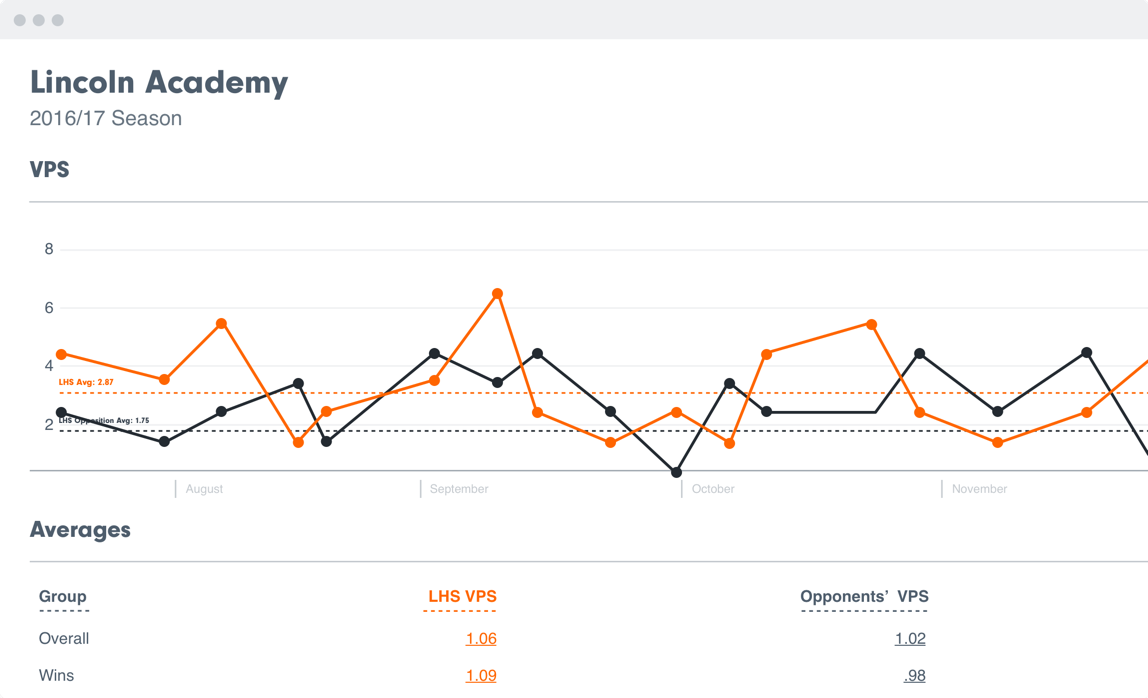 Lincoln Academy
2016/17 Season
VPS
8
6
4
LHS Avg: 2.87
2
LHS Opposition Avg: 1.75
August September October November
Averages
Group LHS VPS Opponents’ VPS
Overall 1.06 1.02
Wins 1.09 .98